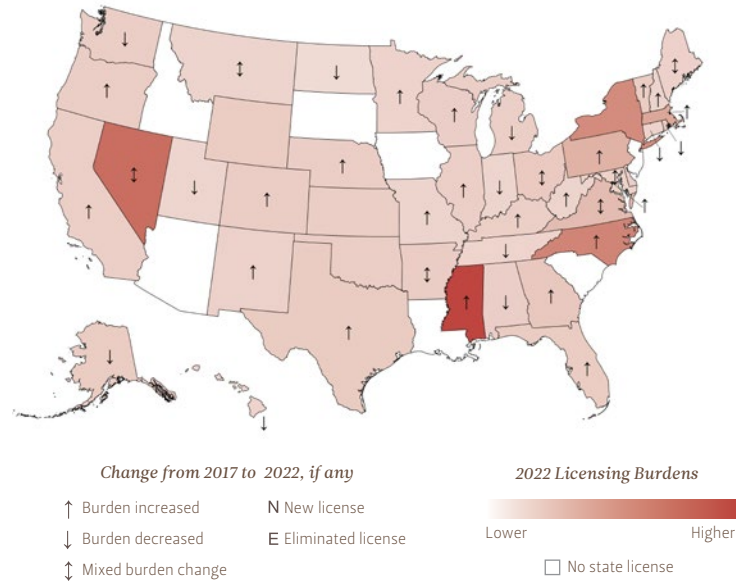 Change from 2017 to 2022, if any
↑ Burden increased
↓ Burden decreased
↕ Mixed burden change
N New license
E Eliminated license
2022 Licensing Burdens
Lower Higher
No state license